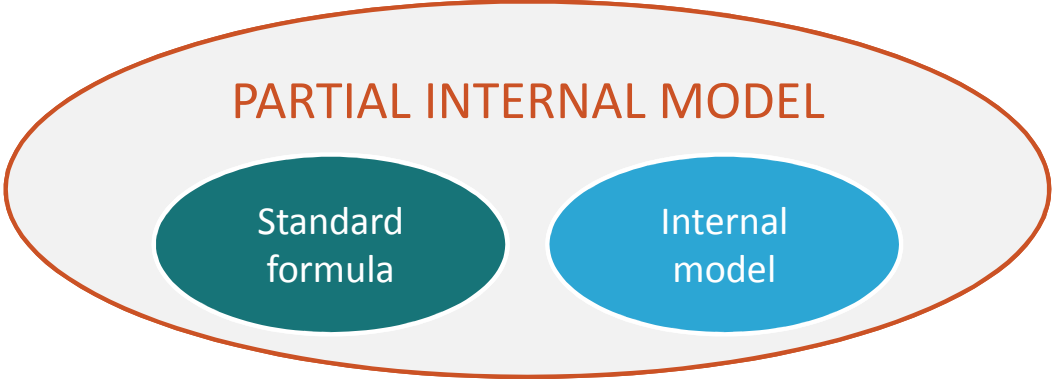 PARTIAL INTERNAL MODEL
Standard
formula
Internal
model